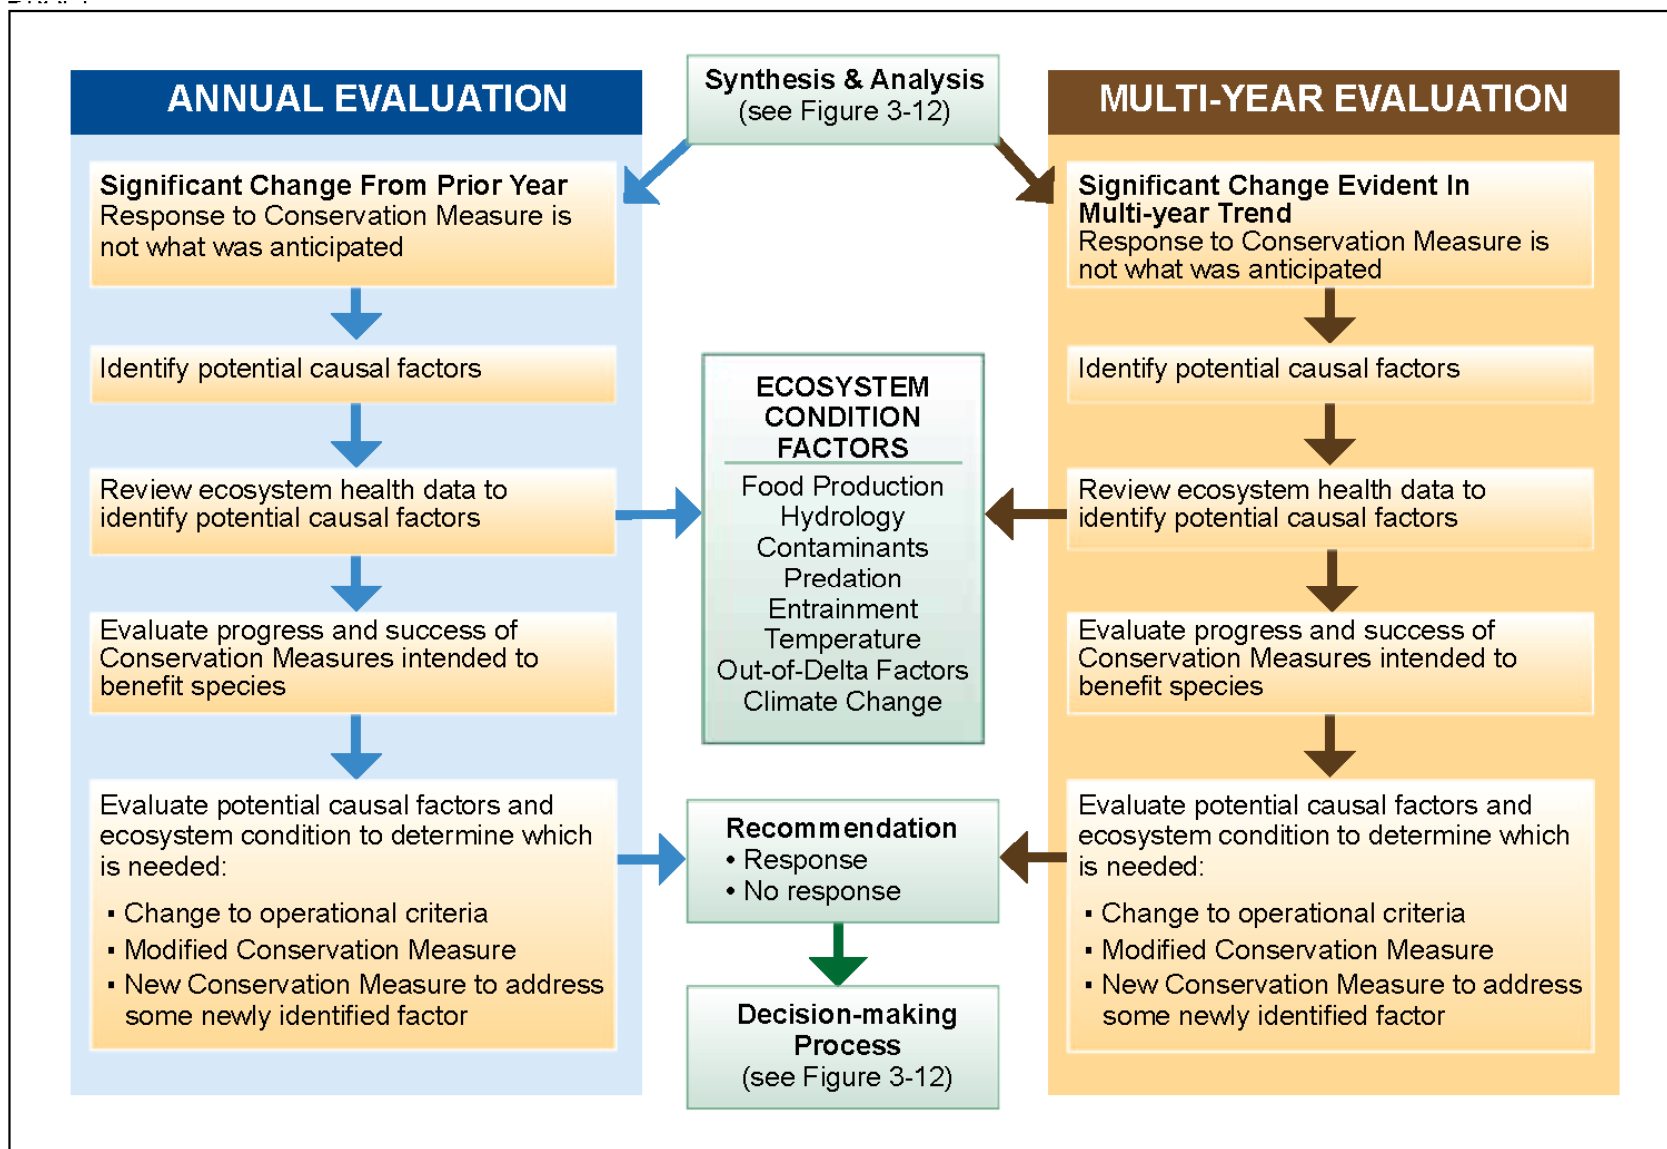 Synthesis & Analysis
(see Figure 3-12)
ANNUAL EVALUATION
Significant Change From Prior Year
Response to Conservation Measure is
not what was anticipated
Identify potential causal factors
Review ecosystem health data to
identify potential causal factors
Evaluate progress and success of
Conservation Measures intended to
benefit species
Evaluate potential causal factors and
ecosystem condition to determine which
is needed:
▪ Change to operational criteria
▪ Modified Conservation Measure
▪ New Conservation Measure to address
some newly identified factor
ECOSYSTEM
CONDITION
FACTORS
Food Production
Hydrology
Contaminants
Predation
Entrainment
Temperature
Out-of-Delta Factors
Climate Change
Recommendation
• Response
• No response
Decision-making
Process
(see Figure 3-12)
MULTI-YEAR EVALUATION
Significant Change Evident In
Multi-year Trend
Response to Conservation Measure is
not what was anticipated
Identify potential causal factors
Review ecosystem health data to
identify potential causal factors
Evaluate progress and success of
Conservation Measures intended to
benefit species
Evaluate potential causal factors and
ecosystem condition to determine which
is needed:
▪ Change to operational criteria
▪ Modified Conservation Measure
▪ New Conservation Measure to address
some newly identified factor